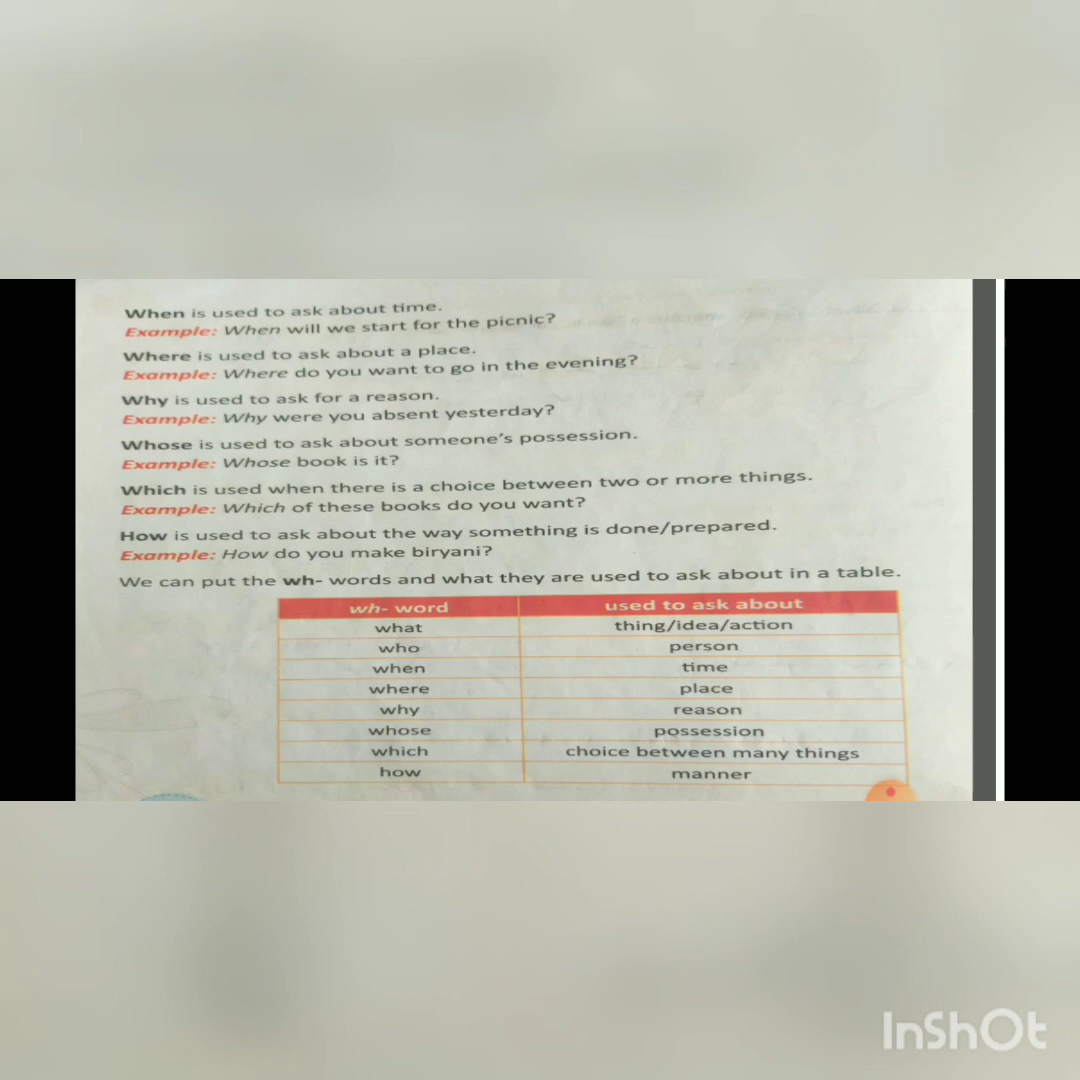 When is used to ask about time.
Example: When will we start for the picnic?
Where is used to ask about a place.
Example: Where do you want to go in the evening?
Why is used to ask for a reason.
Example: Why were you absent yesterday?
Whose is used to ask about someone's possession.
Example: Whose book is it?
Which is used when there is a choice between two or more things.
Example: Which of these books do you want?
How is used to ask about the way something is done/prepared.
Example: How do you make biryani?
We can put the wh- words and what they are used to ask about in a table.
wh- word used to ask about
what thing/idea/action
who person
when time
where place
why reason
whose possession
which choice between many things
how manner
InShOt